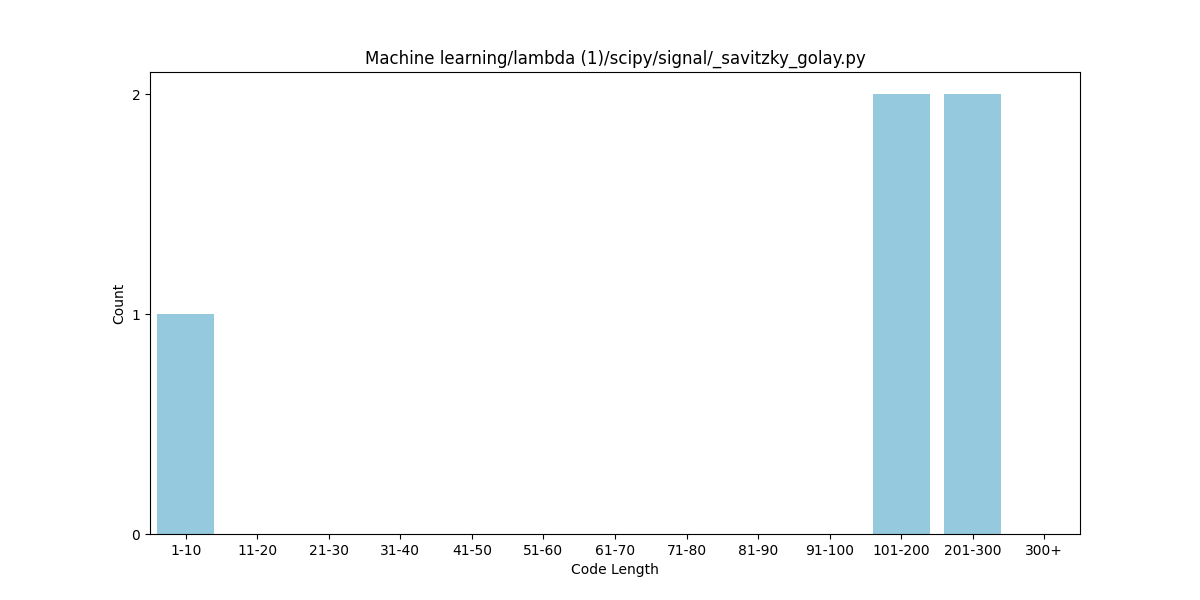 Machine learning/lambda (1)/scipy/signal/_savitzky_golay.py
2
1
0
Count
1-10 11-20 21-30 31-40 41-50 51-60 61-70 71-80 81-90 91-100 101-200 201-300 300+
Code Length